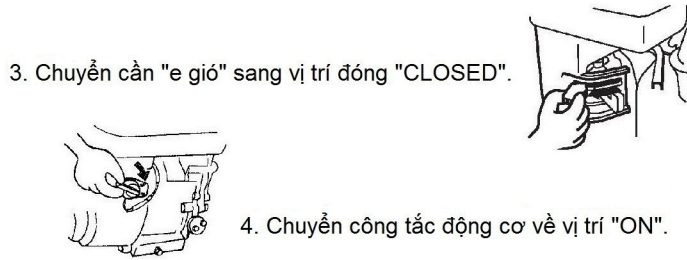 3. Chuyển cần "e gió" sang vị trí đóng "CLOSED".
4. Chuyển công tắc động cơ về vị trí "ON".